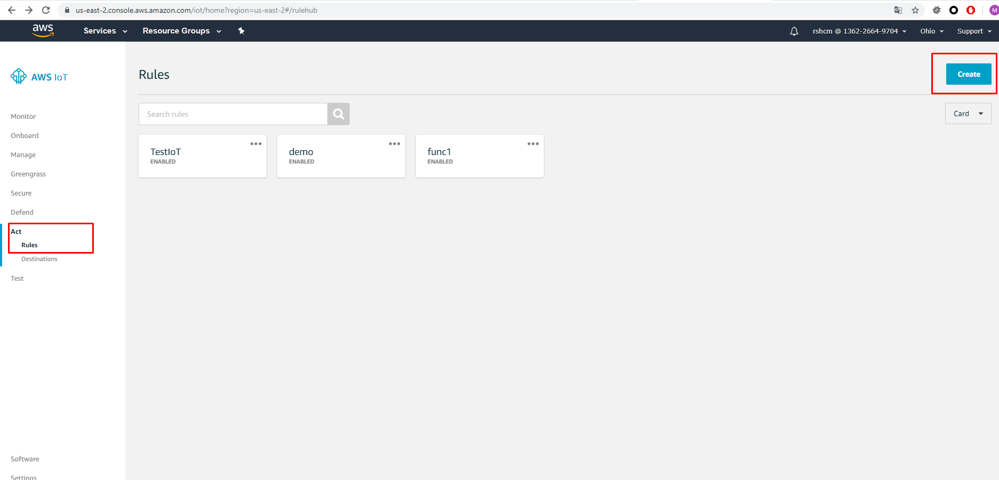 us-east-2.console.aws.amazon.com/iot/home?region=us-east-2#/rulehub
M
aws Services Resource Groups rshcm @ 1362-2664-9704 Ohio Support
AWS IoT
Monitor
Onboard
Manage
Greengrass
Secure
Defend
Act
Rules
Destinations
Test
Software
Settings
Rules
Create
Search rules
Card
TestIoT
ENABLED
demo
ENABLED
func1
ENABLED